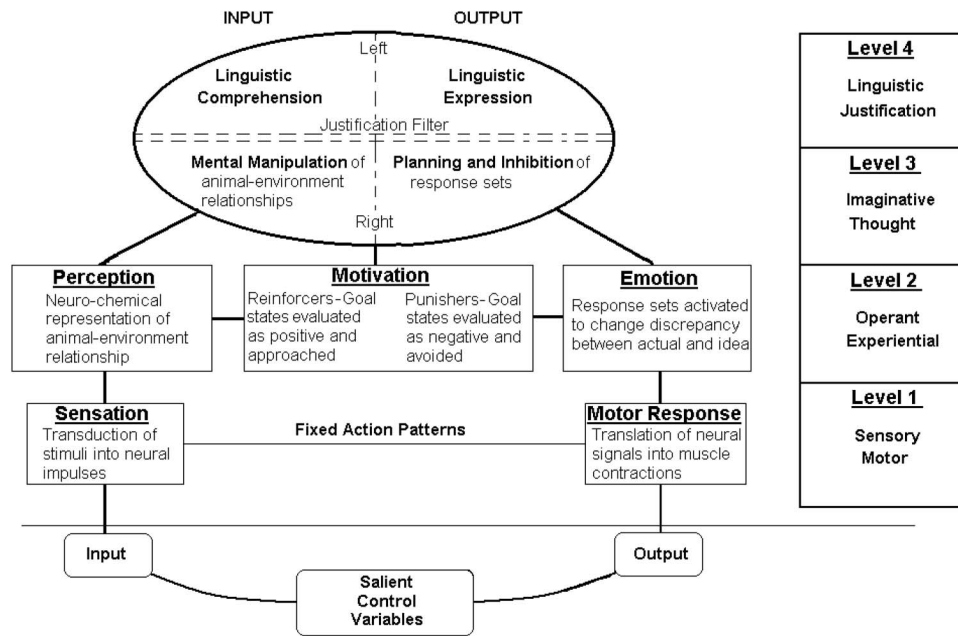 INPUT
OUTPUT
Left
Linguistic
Comprehension
Linguistic
Expression
Justification Filter
Mental Manipulation of
animal-environment
relationships
Planning and Inhibition of
response sets
Right
Perception
Neuro-chemical
representation of
animal-environment
relationship
Motivation
Reinforcers-Goal
states evaluated
as positive and
approached
Punishers-Goal
states evaluated
as negative and
avoided
Emotion
Response sets activated
to change discrepancy
between actual and idea
Sensation
Transduction of
stimuli into neural
impulses
Fixed Action Patterns
Motor Response
Translation of neural
signals into muscle
contractions
Input
Output
Salient
Control
Variables
Level 4
Linguistic
Justification
Level 3
Imaginative
Thought
Level 2
Operant
Experiential
Level 1
Sensory
Motor